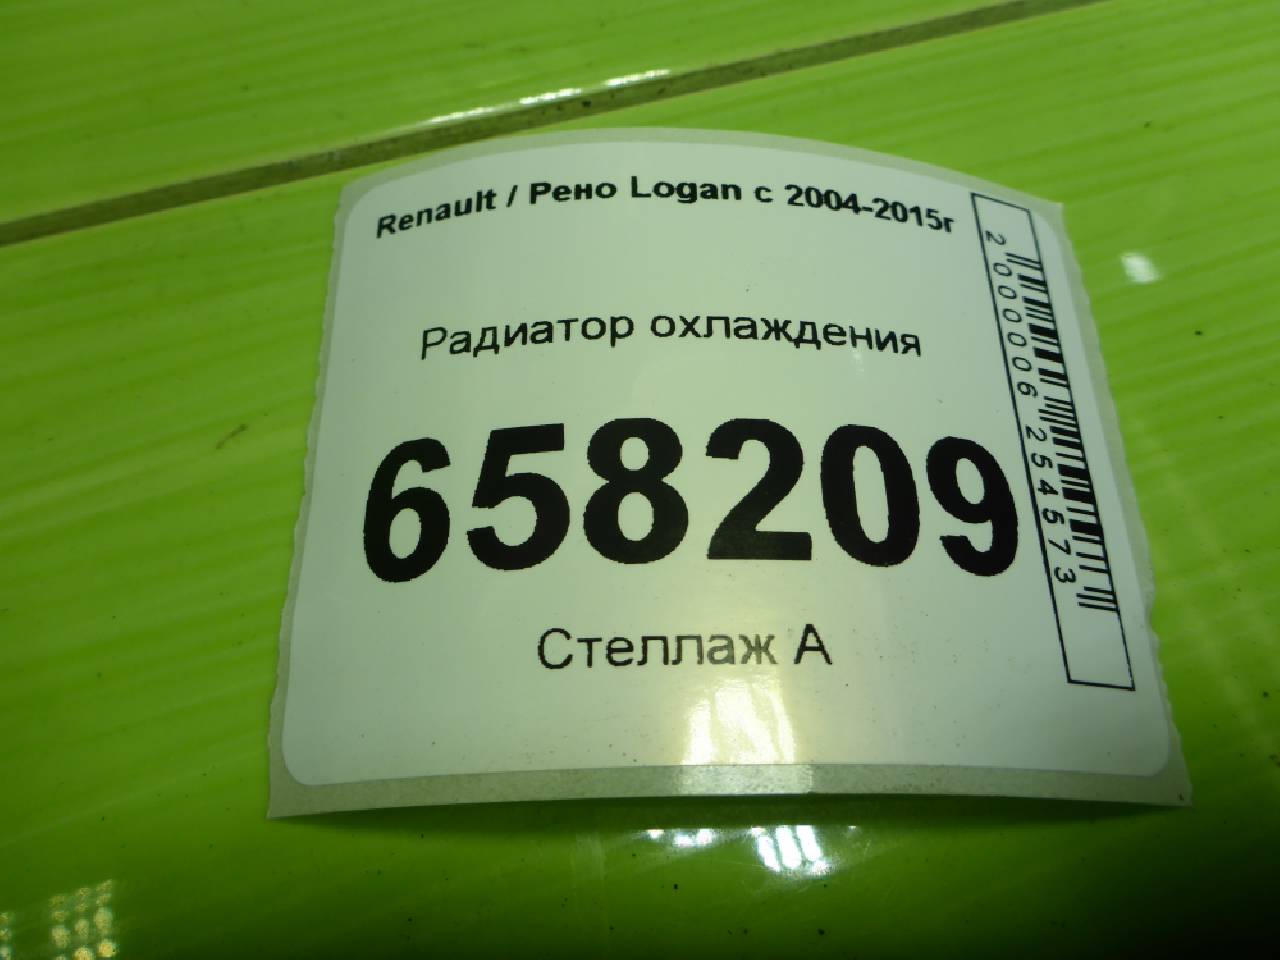 Renault / Рено Logan с 2004-2015г
Радиатор охлаждения
658209
Стеллаж А
2000006254573